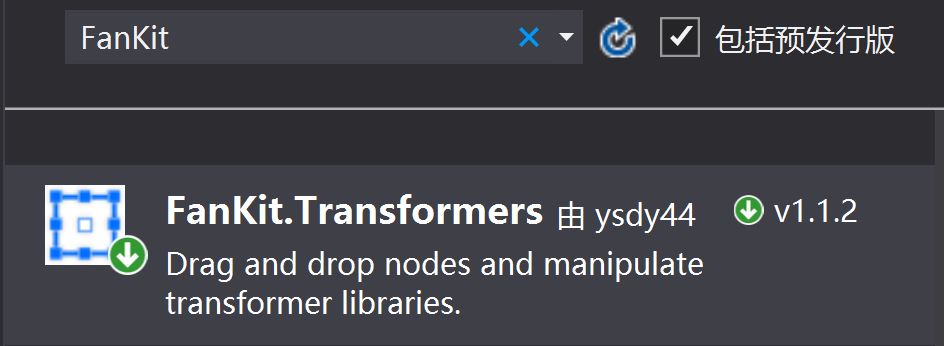 FanKit
包括预发行版
FanKit.Transformers 由 ysdy44 v1.1.2
Drag and drop nodes and manipulate
transformer libraries.